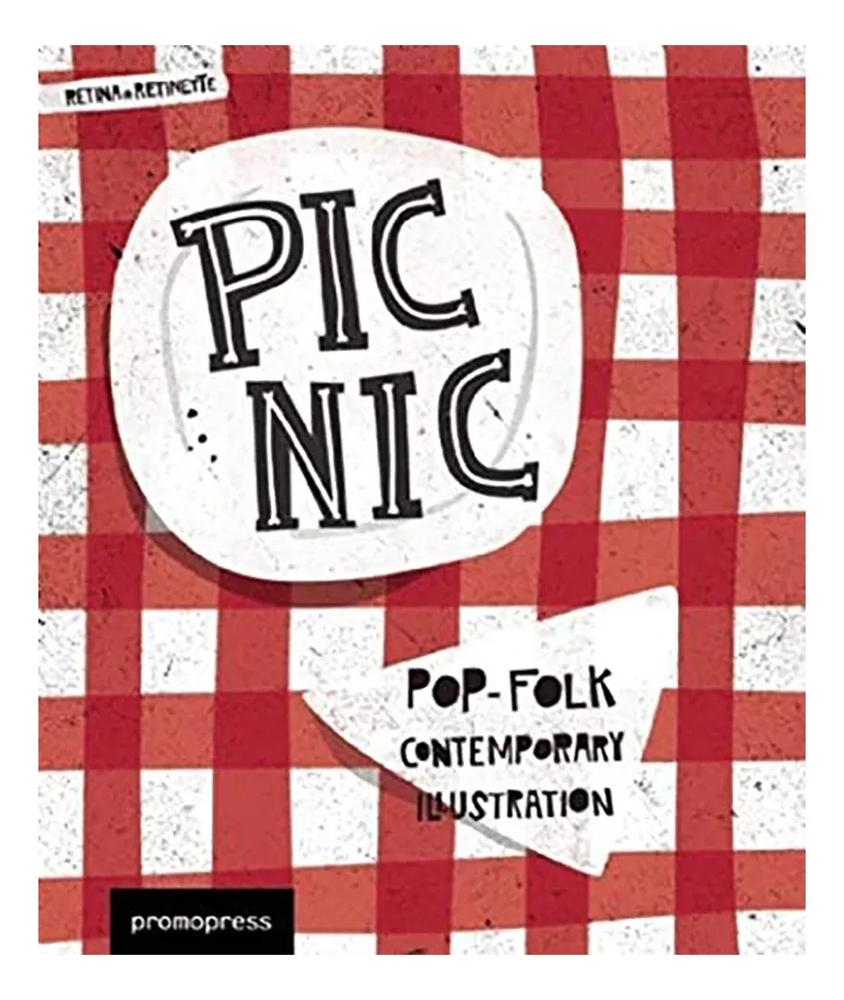 RETINA & RETINETTE
PIC
NIC
POP-FOLK
CONTEMPORARY
ILLUSTRATION
promopress